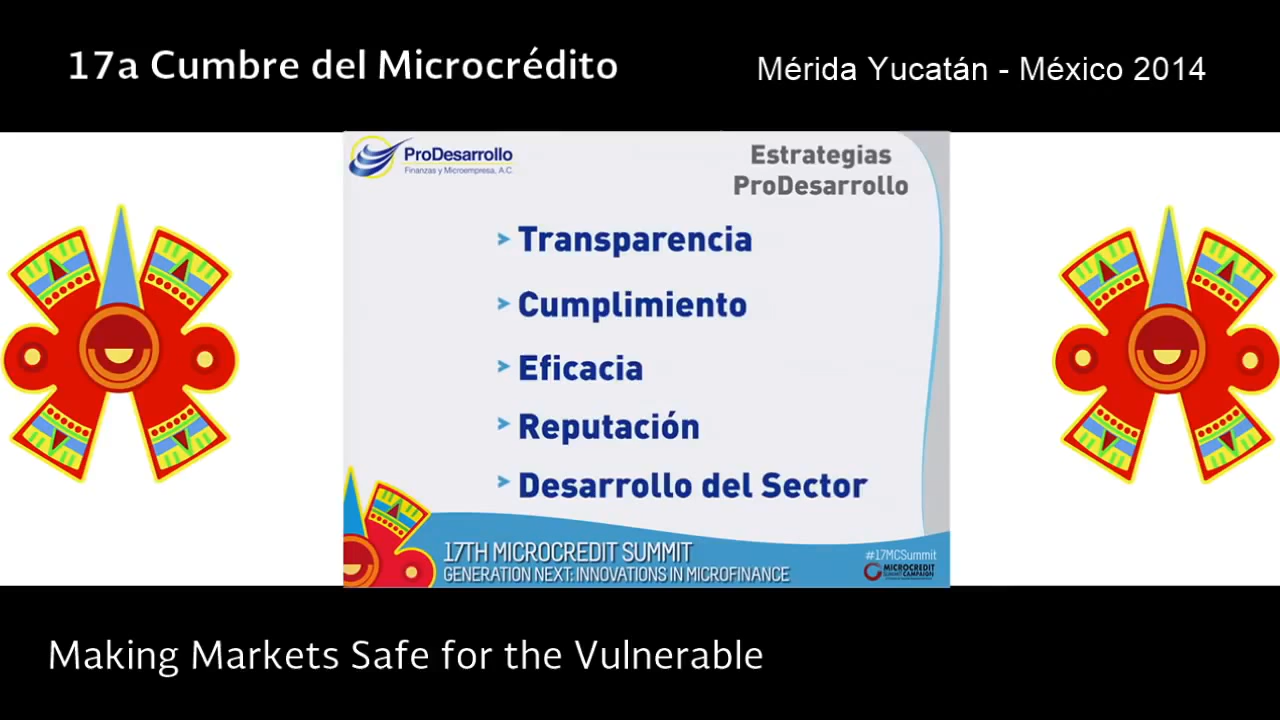 17a Cumbre del Microcrédito
Mérida Yucatán - México 2014
ProDesarrollo
Finanzas y Microempresa, A.C.
Estrategias
ProDesarrollo
Transparencia
Cumplimiento
Eficacia
Reputación
Desarrollo del Sector
17TH MICROCREDIT SUMMIT
GENERATION NEXT: INNOVATIONS IN MICROFINANCE
#17MCSummit
MICROCREDIT
SUMMIT CAMPAIGN
Making Markets Safe for the Vulnerable